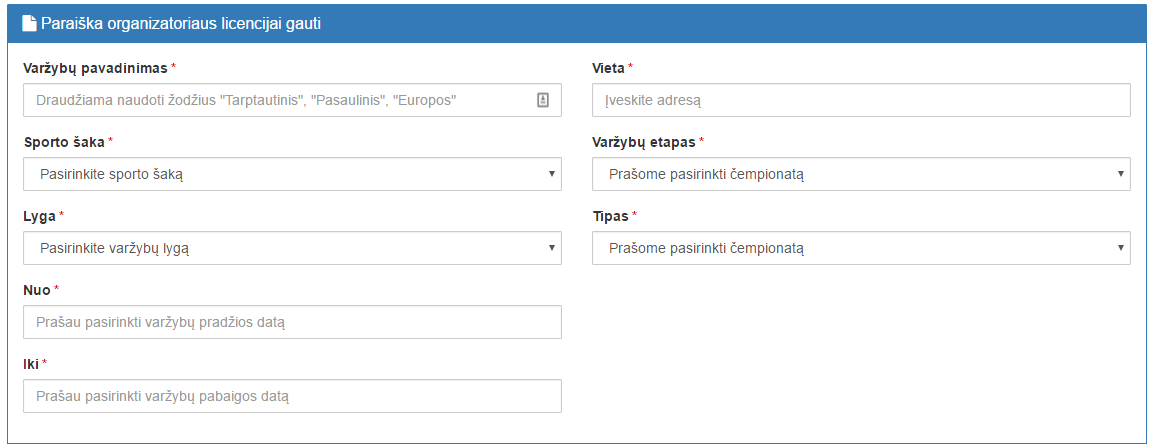 Paraiška organizatoriaus licencijai gauti
Varžybų pavadinimas *
Draudžiama naudoti žodžius "Tarptautinis", "Pasaulinis", "Europos"
Vieta *
Įveskite adresą
Sporto šaka *
Pasirinkite sporto šaką
Varžybų etapas *
Prašome pasirinkti čempionatą
Lyga *
Pasirinkite varžybų lygą
Tipas *
Prašome pasirinkti čempionatą
Nuo *
Prašau pasirinkti varžybų pradžios datą
Iki *
Prašau pasirinkti varžybų pabaigos datą